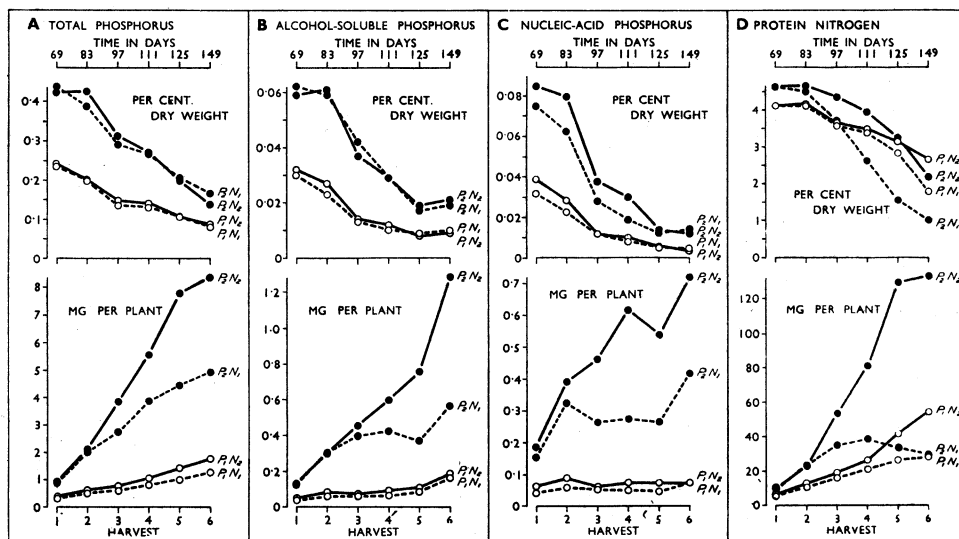 A TOTAL PHOSPHORUS
TIME IN DAYS
69 83 97 111 125 149
0·4
0·3
0·2
0·1
0
PER CENT.
DRY WEIGHT
P₂N₁
P₂N₂
P₁N₂
P₁N₁
8
7
6
5
4
3
2
1
0
MG PER PLANT
P₂N₂
P₂N₁
P₁N₂
P₁N₁
1 2 3 4 5 6
HARVEST
B ALCOHOL-SOLUBLE PHOSPHORUS
TIME IN DAYS
69 83 97 111 125 149
0·06
0·04
0·02
0
PER CENT
DRY WEIGHT
P₂N₂
P₂N₁
P₁N₁
P₁N₂
1·2
1·0
0·8
0·6
0·4
0·2
0
MG PER PLANT
P₂N₂
P₂N₁
P₁N₂
P₁N₁
1 2 3 4 5 6
HARVEST
C NUCLEIC-ACID PHOSPHORUS
TIME IN DAYS
69 83 97 111 125 149
0·08
0·06
0·04
0·02
0
PER CENT
DRY WEIGHT
P₂N₁
P₂N₂
P₁N₁
P₁N₂
0·7
0·6
0·5
0·4
0·3
0·2
0·1
0
MG PER PLANT
P₂N₂
P₂N₁
P₁N₂
P₁N₁
1 2 3 4 5 6
HARVEST
D PROTEIN NITROGEN
TIME IN DAYS
69 83 97 111 125 149
4
3
2
1
0
PER CENT
DRY WEIGHT
P₁N₂
P₂N₂
P₁N₁
P₂N₁
120
100
80
60
40
20
0
MG PER PLANT
P₂N₂
P₁N₂
P₂N₁
P₁N₁
1 2 3 4 5 6
HARVEST